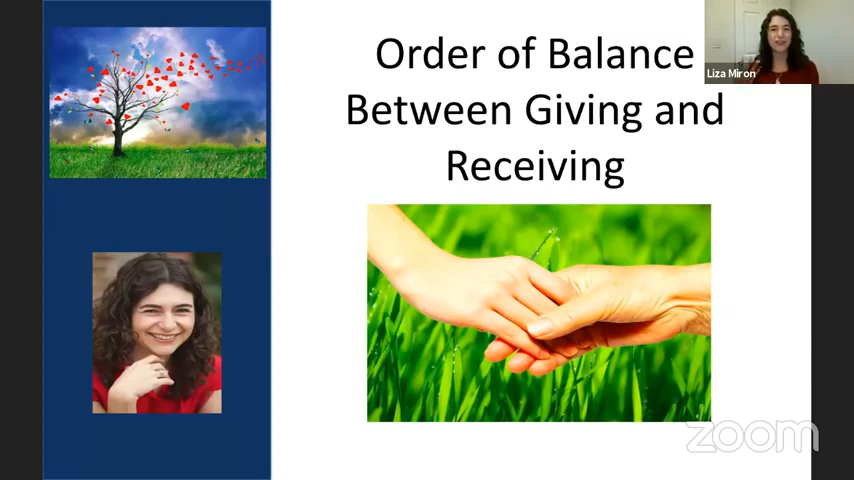 Order of Balance
Between Giving and
Receiving
Liza Miron
zoom